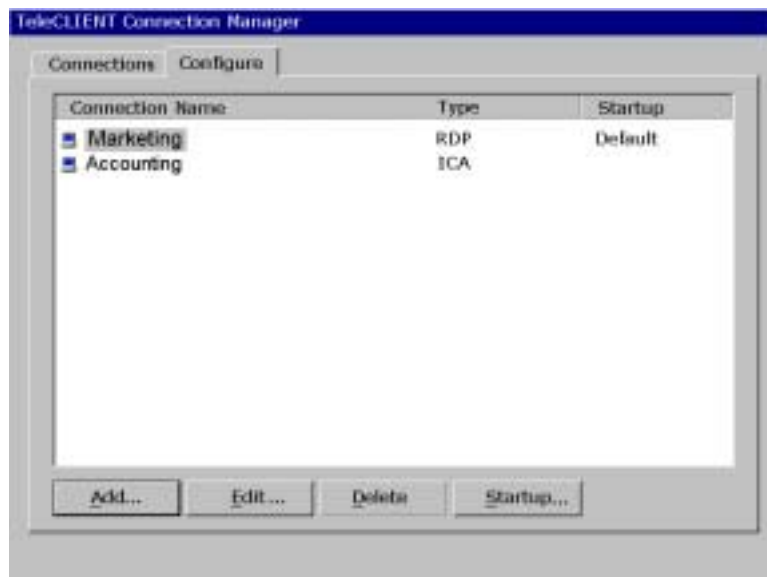 TeleCLIENT Connection Manager
Connections Configure
Connection Name Type Startup
Marketing RDP Default
Accounting ICA
Add... Edit... Delete Startup...